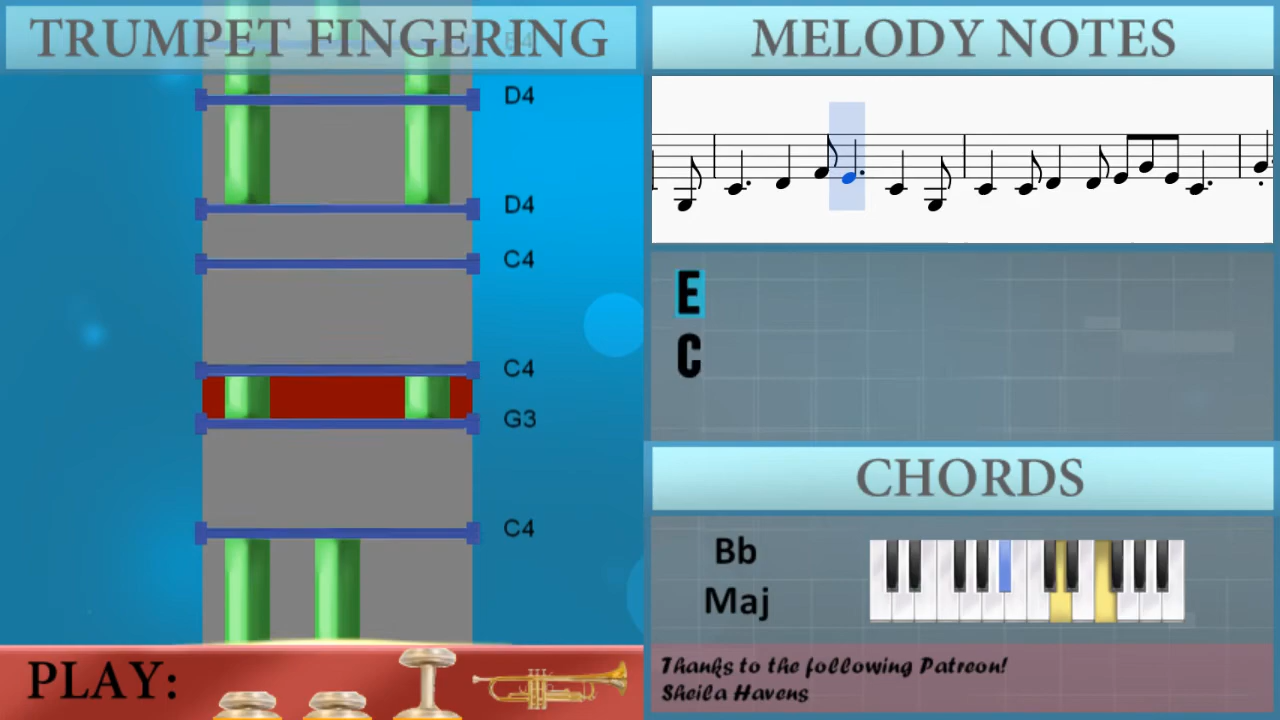 TRUMPET FINGERING
D4
D4
C4
C4
G3
C4
PLAY:
MELODY NOTES
E
C
CHORDS
Bb
Maj
Thanks to the following Patreon!
Sheila Havens